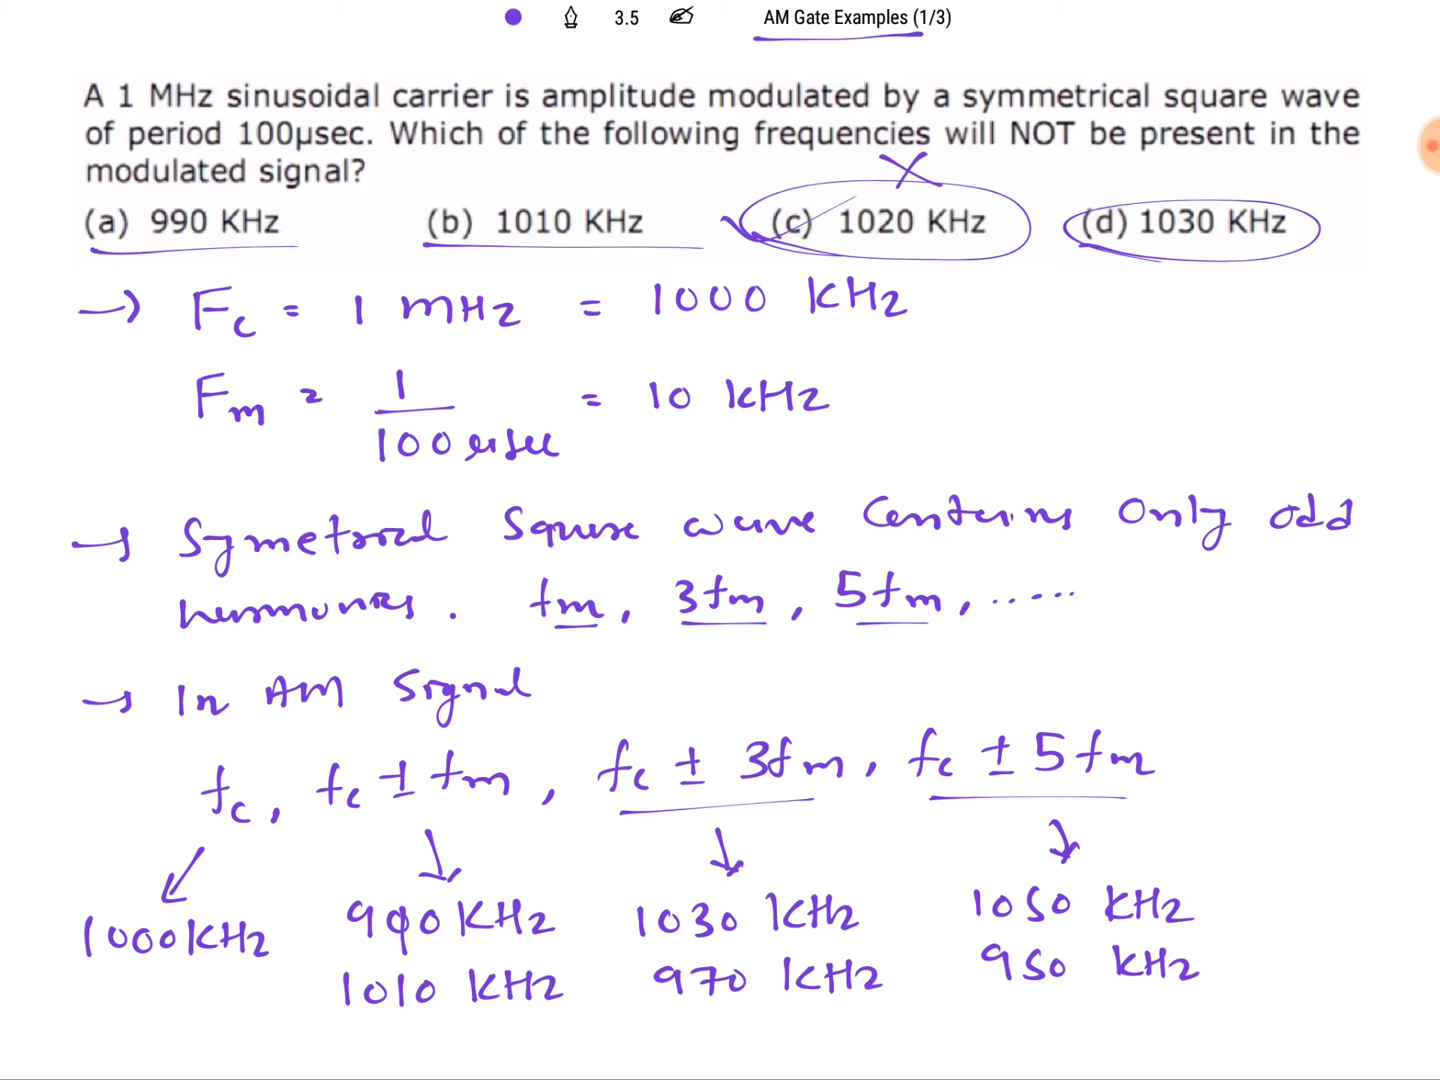 3.5 AM Gate Examples (1/3)
A 1 MHz sinusoidal carrier is amplitude modulated by a symmetrical square wave
of period 100μsec. Which of the following frequencies will NOT be present in the
modulated signal?
(a) 990 KHz (b) 1010 KHz (c) 1020 KHz (d) 1030 KHz
→ Fc = 1 MHz = 1000 KHz
Fm = 1/100 μsec = 10 kHz
→ Symetrical Square wave Contains Only odd
harmonics. fm, 3fm, 5fm, .....
→ In AM Signal
fc, fc ± fm, fc ± 3fm, fc ± 5fm
1000 KHz 990 KHz 1030 KHz 1050 KHz
1010 KHz 970 KHz 950 KHz